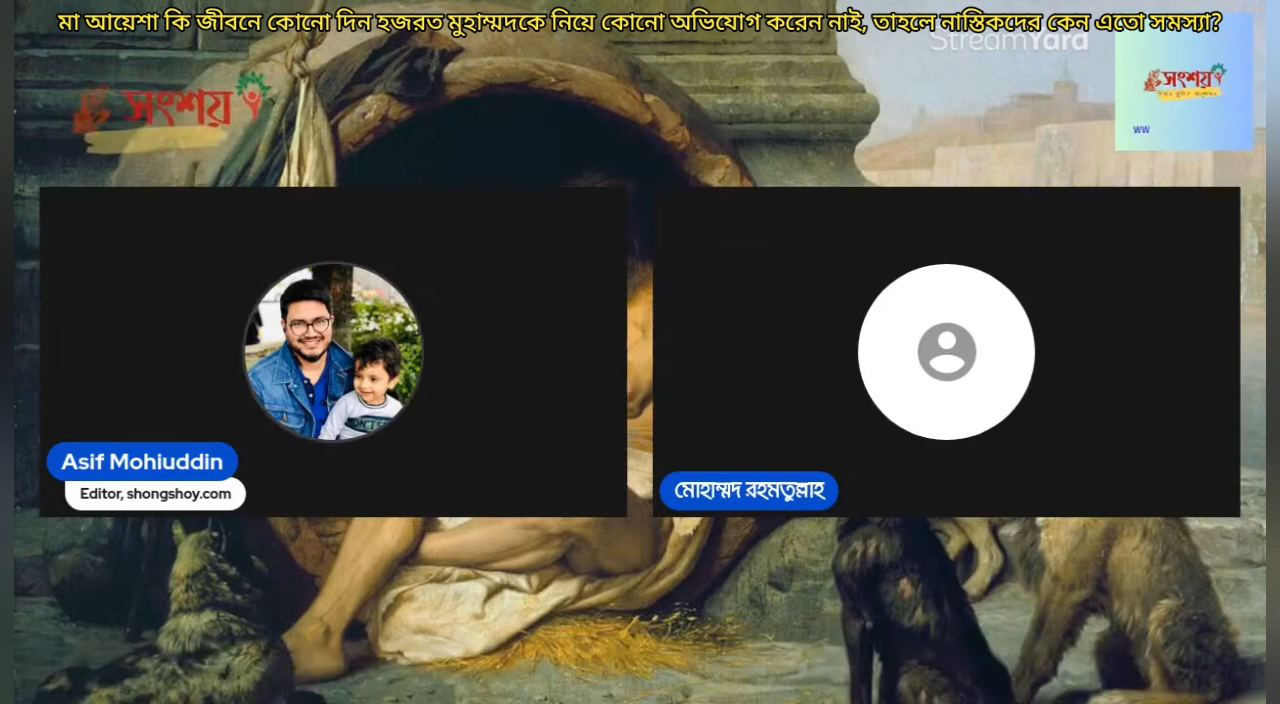 মা আয়েশা কি জীবনে কোনো দিন হজরত মুহাম্মদকে নিয়ে কোনো অভিযোগ করেন নাই, তাহলে নাস্তিকদের কেন এতো সমস্যা?
StreamYard
সংশয়
সংশয়
ww
Asif Mohiuddin
Editor, shongshoy.com
মোহাম্মদ রহমতুল্লাহ